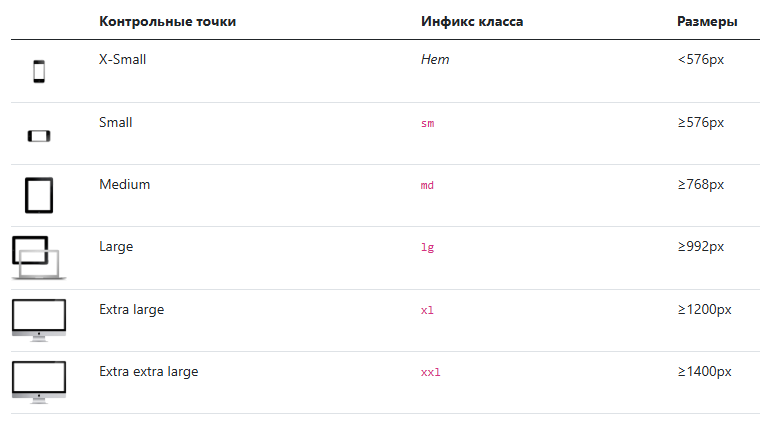 Контрольные точки Инфикс класса Размеры
X-Small Нет <576px
Small sm ≥576px
Medium md ≥768px
Large lg ≥992px
Extra large xl ≥1200px
Extra extra large xxl ≥1400px